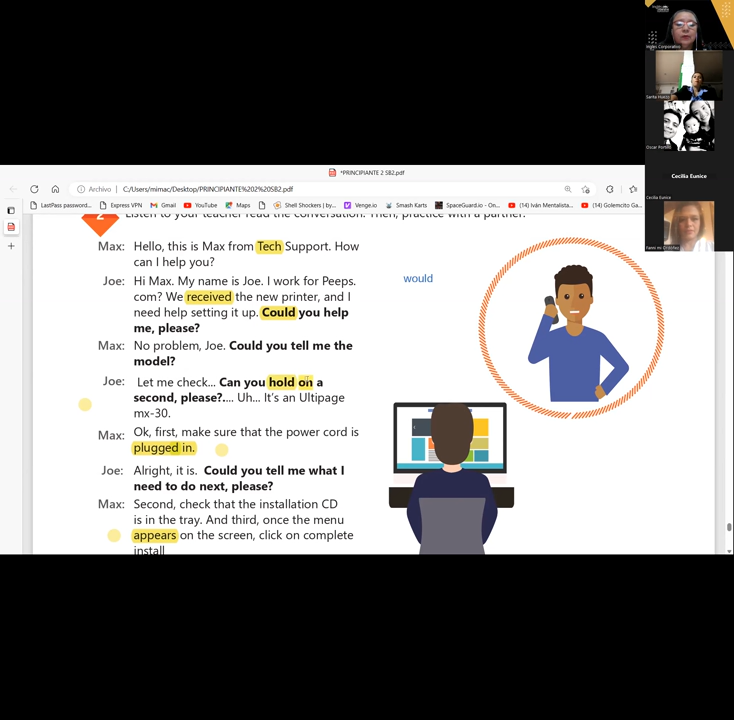 Ingles Corporativo
Oscar Portillo
Cecilia Eunice
Cecilia Eunice
*PRINCIPIANTE 2 SB2.pdf
Archivo | C:/Users/mimac/Desktop/PRINCIPIANTE%202%20SB2.pdf
LastPass password... Express VPN Gmail YouTube Maps Shell Shockers | by... Venge.io Smash Karts SpaceGuard.io - On... (14) Iván Mentalista... (14) Golemcito Ga...
2 Listen to your teacher read the conversation. Then, practice with a partner.
Max: Hello, this is Max from Tech Support. How
can I help you?
Joe: Hi Max. My name is Joe. I work for Peeps.
com? We received the new printer, and I
need help setting it up. Could you help
me, please?
would
Max: No problem, Joe. Could you tell me the
model?
Joe: Let me check... Can you hold on a
second, please?.... Uh... It's an Ultipage
mx-30.
Max: Ok, first, make sure that the power cord is
plugged in.
Joe: Alright, it is. Could you tell me what I
need to do next, please?
Max: Second, check that the installation CD
is in the tray. And third, once the menu
appears on the screen, click on complete
install